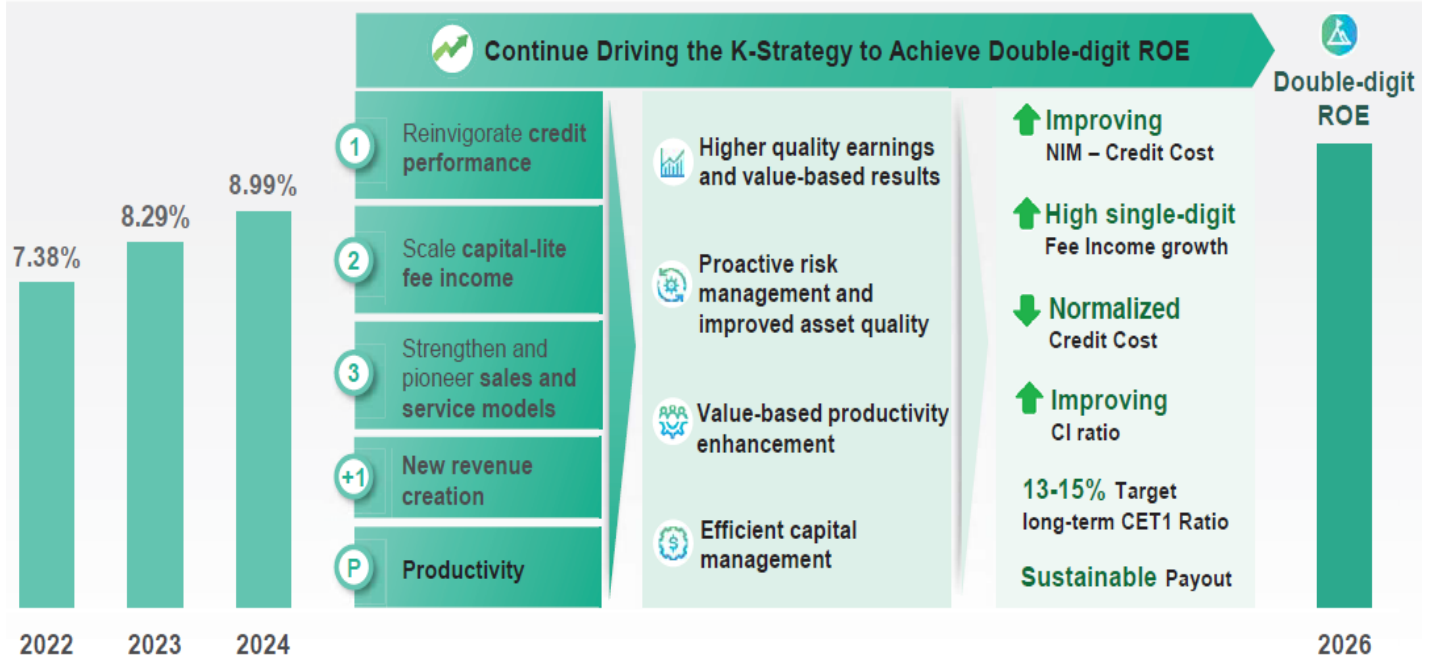 Continue Driving the K-Strategy to Achieve Double-digit ROE
7.38%
8.29%
8.99%
2022
2023
2024
1
Reinvigorate credit
performance
2
Scale capital-lite
fee income
3
Strengthen and
pioneer sales and
service models
+1
New revenue
creation
P
Productivity
Higher quality earnings
and value-based results
Proactive risk
management and
improved asset quality
Value-based productivity
enhancement
$
Efficient capital
management
Improving
NIM – Credit Cost
High single-digit
Fee Income growth
Normalized
Credit Cost
Improving
CI ratio
13-15% Target
long-term CET1 Ratio
Sustainable Payout
Double-digit
ROE
2026